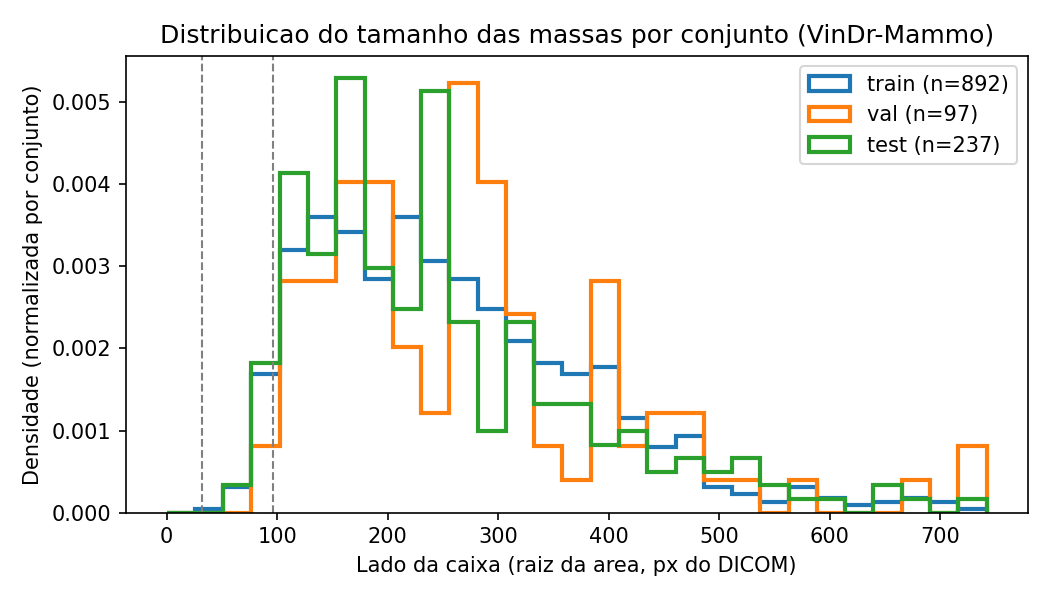 Distribuicao do tamanho das massas por conjunto (VinDr-Mammo)
Densidade (normalizada por conjunto)
0.005
0.004
0.003
0.002
0.001
0.000
train (n=892)
val (n=97)
test (n=237)
0 100 200 300 400 500 600 700
Lado da caixa (raiz da area, px do DICOM)